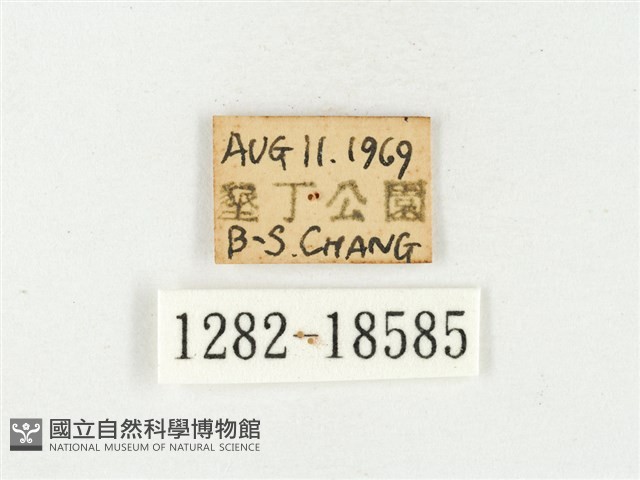 AUG 11. 1969
墾丁公園
B-S. CHANG
1282-18585
國立自然科學博物館
NATIONAL MUSEUM OF NATURAL SCIENCE